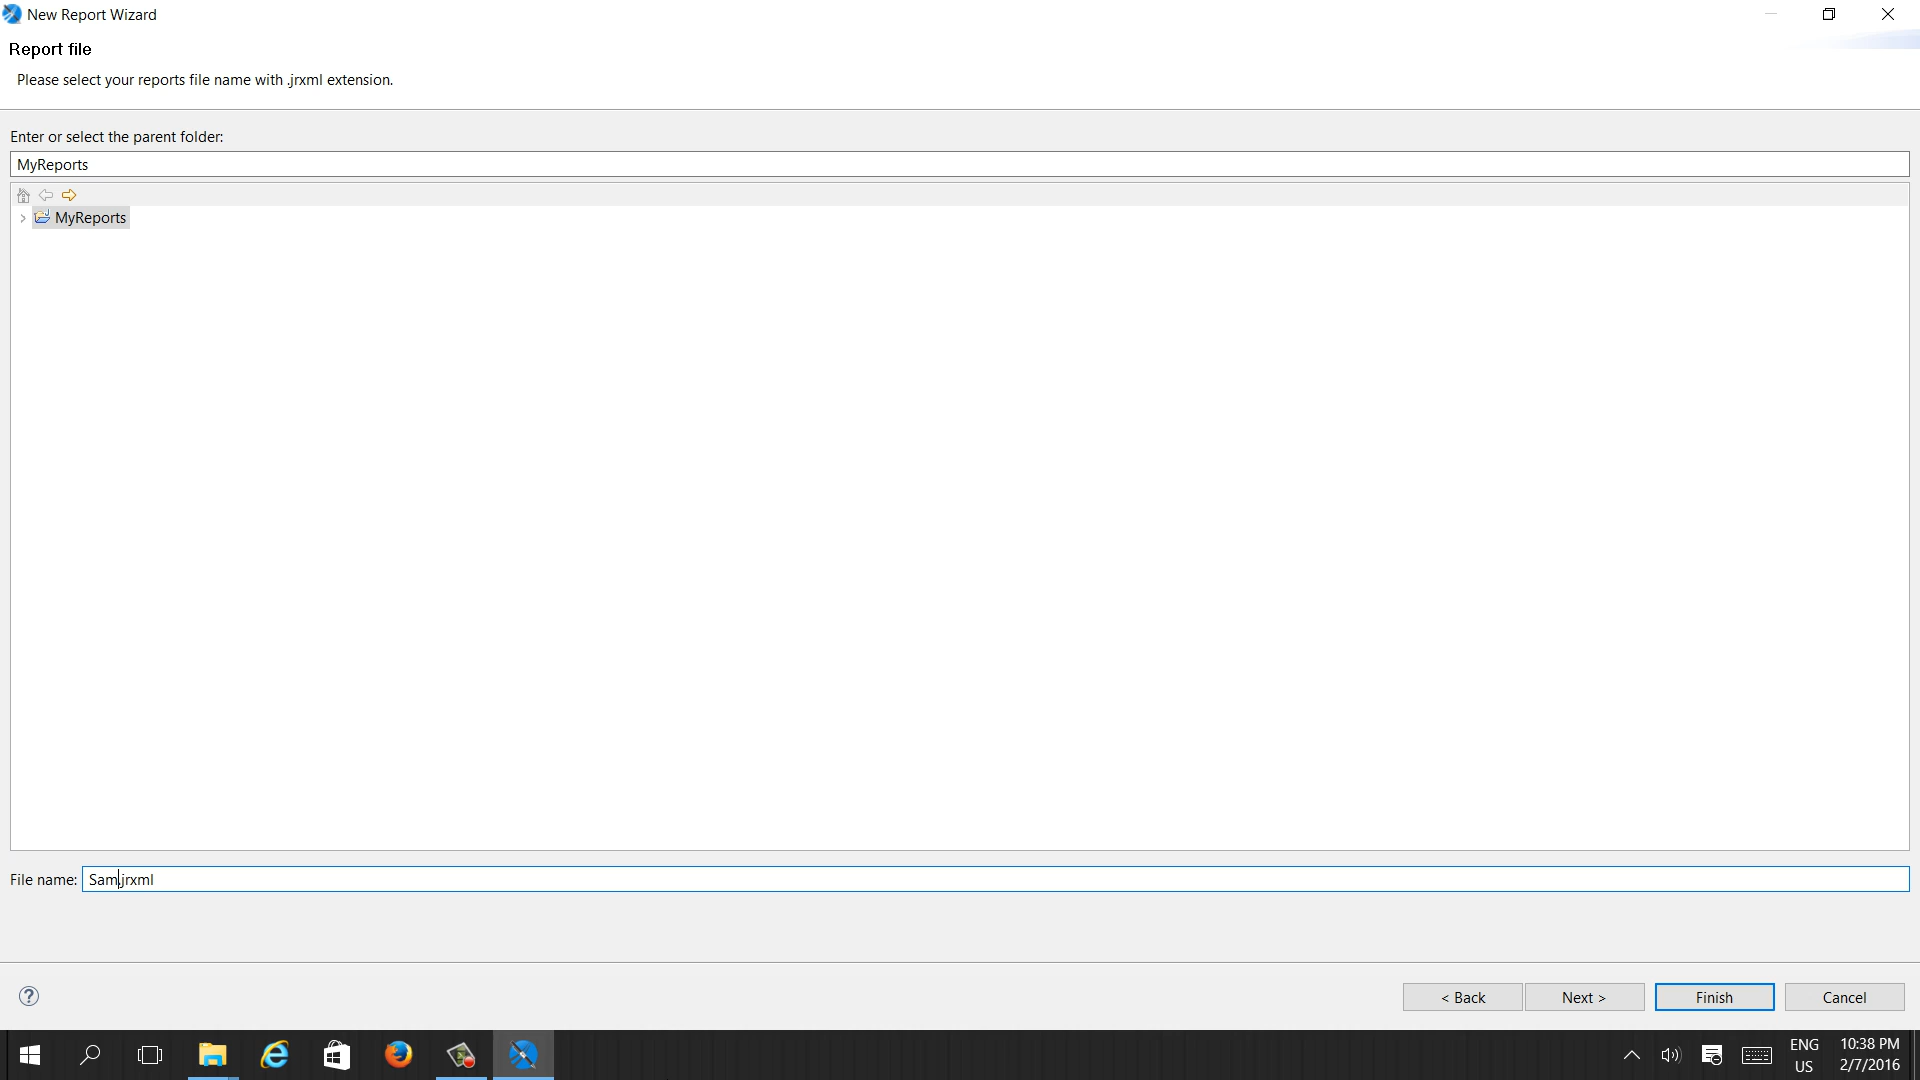 New Report Wizard
Report file
Please select your reports file name with .jrxml extension.
Enter or select the parent folder:
MyReports
MyReports
File name: Sam.jrxml
?
< Back Next > Finish Cancel
ENG 10:38 PM
US 2/7/2016